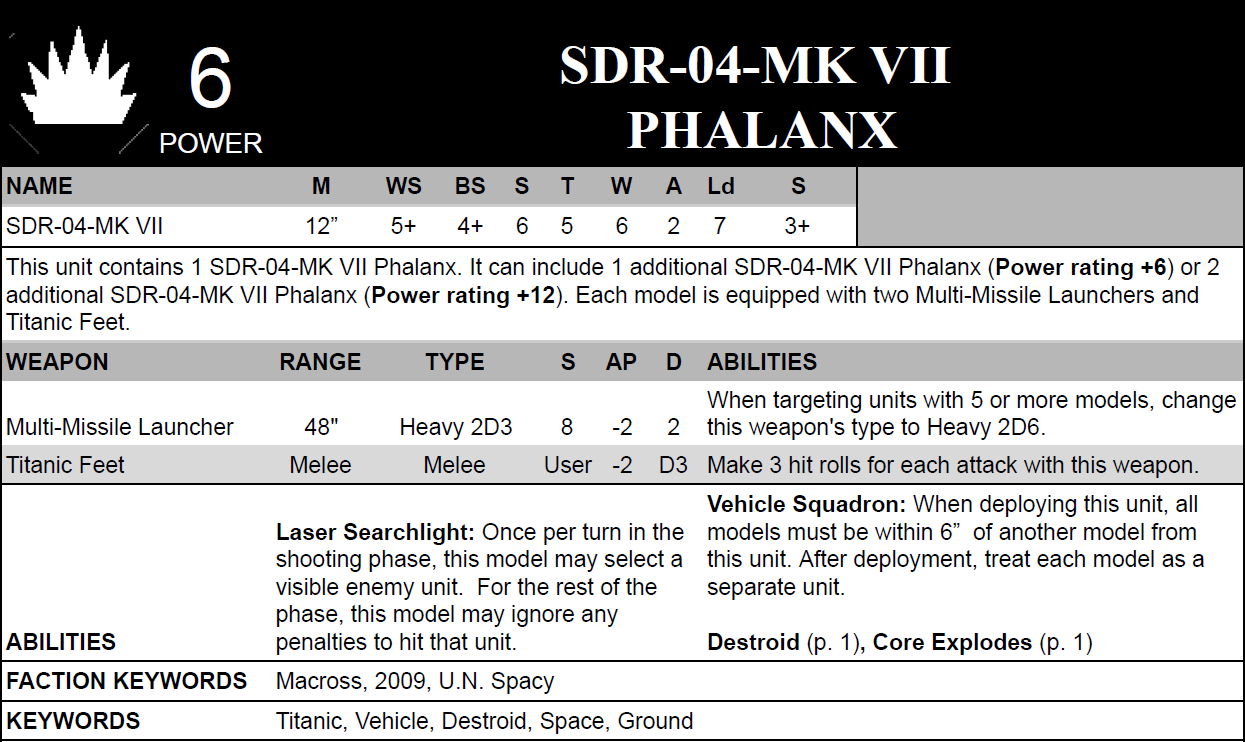 6
POWER
SDR-04-MK VII
PHALANX
NAME M WS BS S T W A Ld S
SDR-04-MK VII 12” 5+ 4+ 6 5 6 2 7 3+
This unit contains 1 SDR-04-MK VII Phalanx. It can include 1 additional SDR-04-MK VII Phalanx (Power rating +6) or 2
additional SDR-04-MK VII Phalanx (Power rating +12). Each model is equipped with two Multi-Missile Launchers and
Titanic Feet.
WEAPON RANGE TYPE S AP D ABILITIES
Multi-Missile Launcher 48" Heavy 2D3 8 -2 2 When targeting units with 5 or more models, change
this weapon's type to Heavy 2D6.
Titanic Feet Melee Melee User -2 D3 Make 3 hit rolls for each attack with this weapon.
ABILITIES
Laser Searchlight: Once per turn in the
shooting phase, this model may select a
visible enemy unit. For the rest of the
phase, this model may ignore any
penalties to hit that unit.
Vehicle Squadron: When deploying this unit, all
models must be within 6” of another model from
this unit. After deployment, treat each model as a
separate unit.
Destroid (p. 1), Core Explodes (p. 1)
FACTION KEYWORDS Macross, 2009, U.N. Spacy
KEYWORDS Titanic, Vehicle, Destroid, Space, Ground